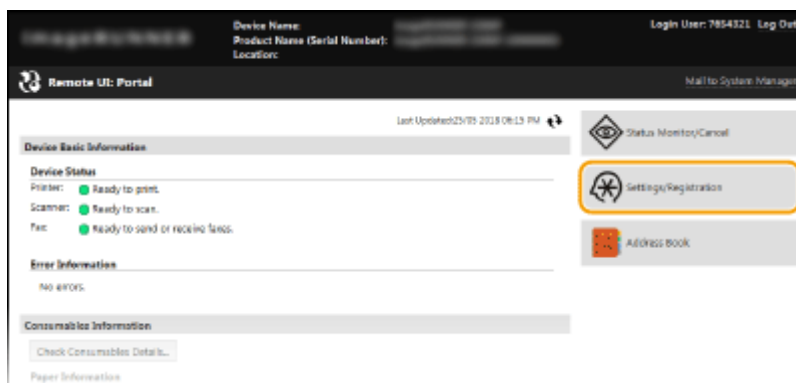 Device Name:
Product Name (Serial Number):
Location:
Login User: 7654321 Log Out
Remote UI: Portal
Mail to System Manager
Last Updated:25/05 2018 06:15 PM
Device Basic Information
Device Status
Printer: Ready to print.
Scanner: Ready to scan.
Fax: Ready to send or receive faxes.
Error Information
No errors.
Consumables Information
Check Consumables Details...
Paper Information
Status Monitor/Cancel
Settings/Registration
Address Book